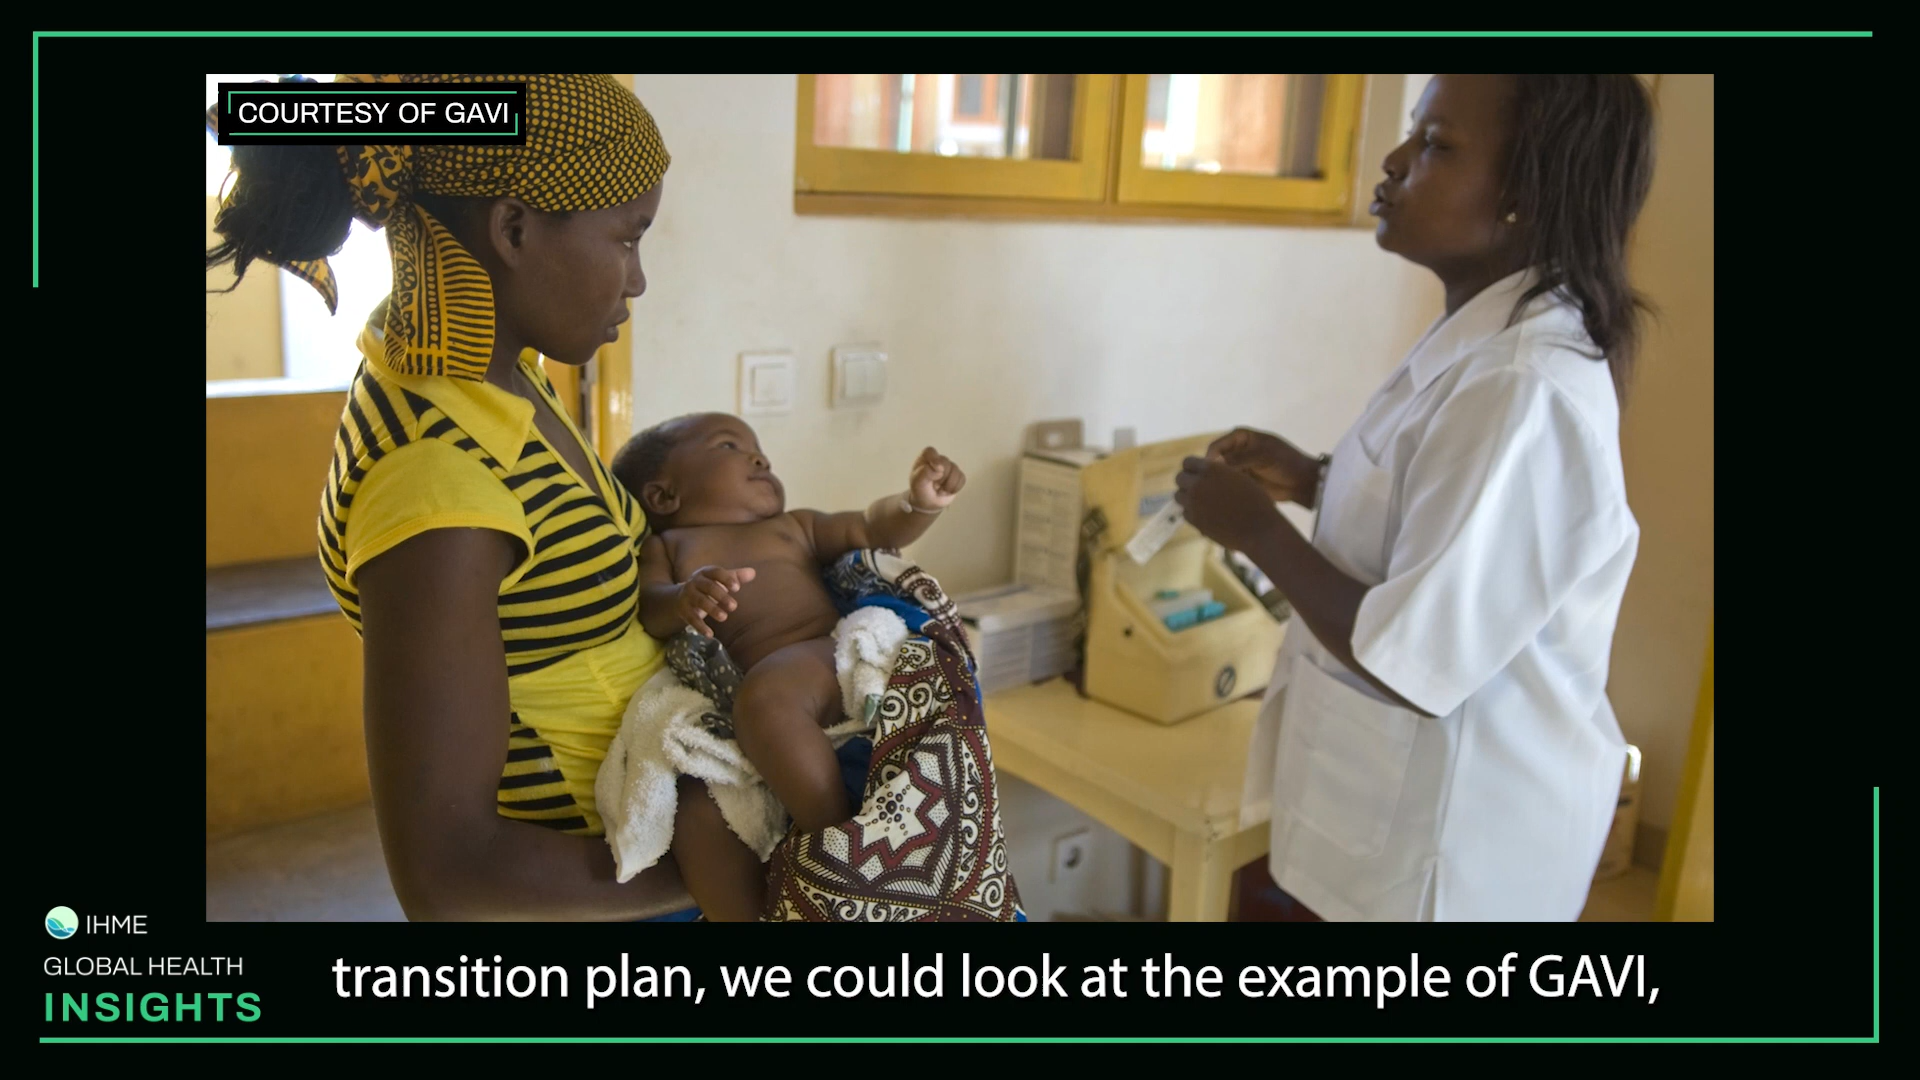 COURTESY OF GAVI
IHME
GLOBAL HEALTH
INSIGHTS
transition plan, we could look at the example of GAVI,